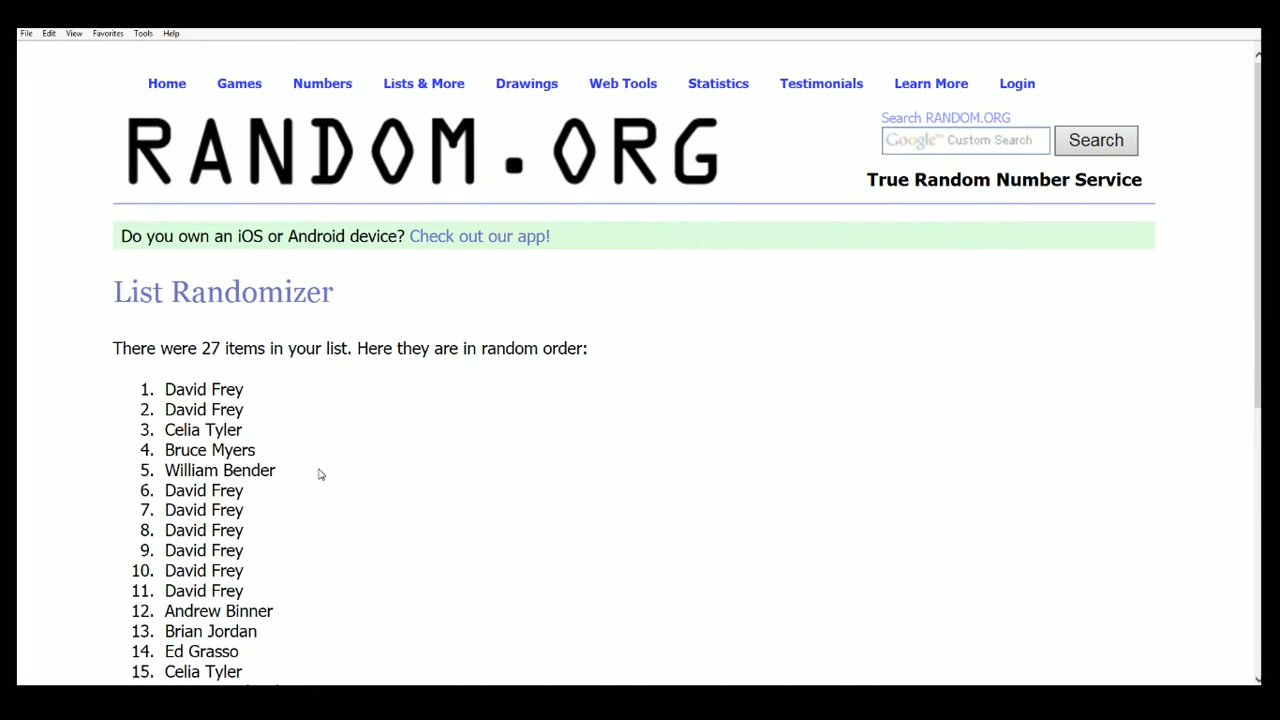 File Edit View Favorites Tools Help
Home Games Numbers Lists & More Drawings Web Tools Statistics Testimonials Learn More Login
RANDOM.ORG
Search RANDOM.ORG
Google™ Custom Search Search
True Random Number Service
Do you own an iOS or Android device? Check out our app!
List Randomizer
There were 27 items in your list. Here they are in random order:
1. David Frey
2. David Frey
3. Celia Tyler
4. Bruce Myers
5. William Bender
6. David Frey
7. David Frey
8. David Frey
9. David Frey
10. David Frey
11. David Frey
12. Andrew Binner
13. Brian Jordan
14. Ed Grasso
15. Celia Tyler